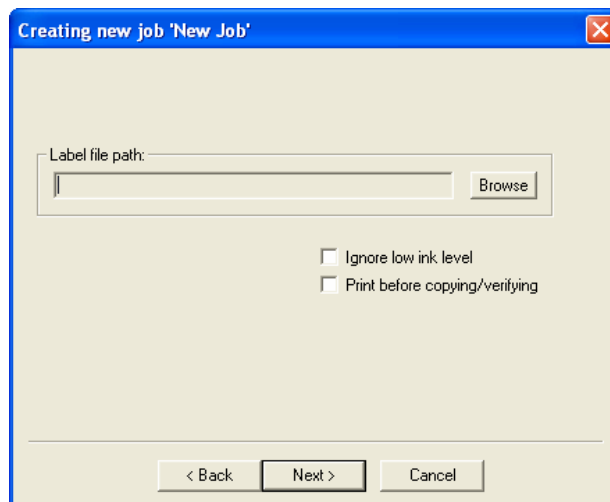 Creating new job 'New Job'
Label file path:
Browse
Ignore low ink level
Print before copying/verifying
< Back Next > Cancel